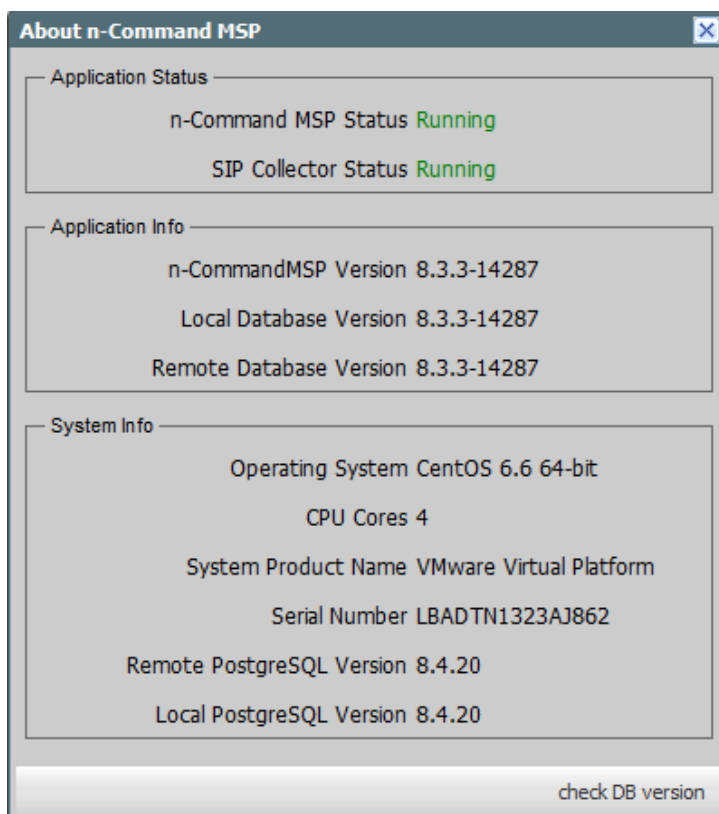 About n-Command MSP
Application Status
n-Command MSP Status Running
SIP Collector Status Running
Application Info
n-CommandMSP Version 8.3.3-14287
Local Database Version 8.3.3-14287
Remote Database Version 8.3.3-14287
System Info
Operating System CentOS 6.6 64-bit
CPU Cores 4
System Product Name VMware Virtual Platform
Serial Number LBADTN1323AJ862
Remote PostgreSQL Version 8.4.20
Local PostgreSQL Version 8.4.20
check DB version